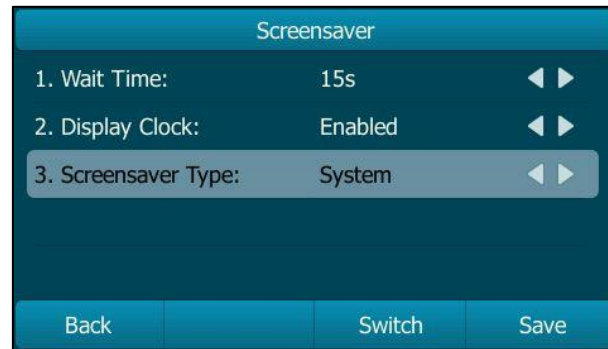 Screensaver
1. Wait Time: 15s
2. Display Clock: Enabled
3. Screensaver Type: System
Back Switch Save